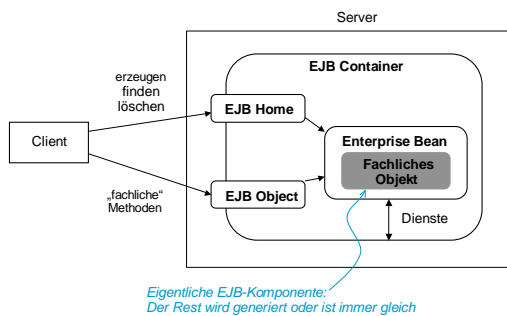 Server
EJB Container
erzeugen
finden
löschen
EJB Home
Client
Enterprise Bean
Fachliches
Objekt
„fachliche“
Methoden
EJB Object
Dienste
Eigentliche EJB-Komponente:
Der Rest wird generiert oder ist immer gleich